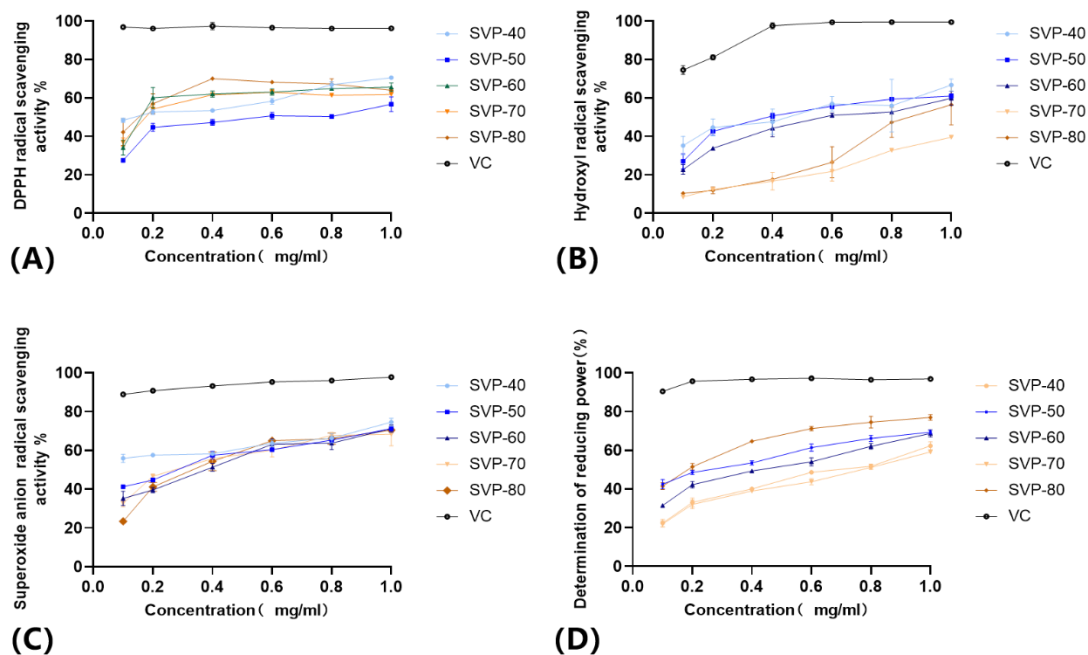 DPPH radical scavenging
activity %
100
80
60
40
20
0
0.0 0.2 0.4 0.6 0.8 1.0
Concentration( mg/ml)
SVP-40
SVP-50
SVP-60
SVP-70
SVP-80
VC
(A)
Hydroxyl radical scavenging
activity %
100
80
60
40
20
0
0.0 0.2 0.4 0.6 0.8 1.0
Concentration( mg/ml)
SVP-40
SVP-50
SVP-60
SVP-70
SVP-80
VC
(B)
Superoxide anion radical scavenging
activity %
100
80
60
40
20
0
0.0 0.2 0.4 0.6 0.8 1.0
Concentration( mg/ml)
SVP-40
SVP-50
SVP-60
SVP-70
SVP-80
VC
(C)
Determination of reducing power(%)
100
80
60
40
20
0
0.0 0.2 0.4 0.6 0.8 1.0
Concentration( mg/ml)
SVP-40
SVP-50
SVP-60
SVP-70
SVP-80
VC
(D)